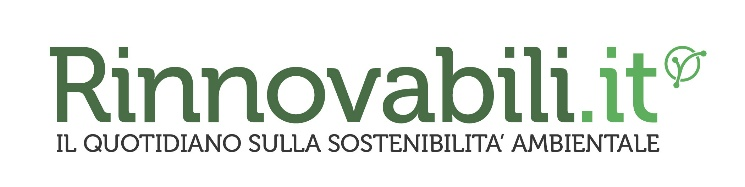 Rinnovabili.it
IL QUOTIDIANO SULLA SOSTENIBILITA' AMBIENTALE